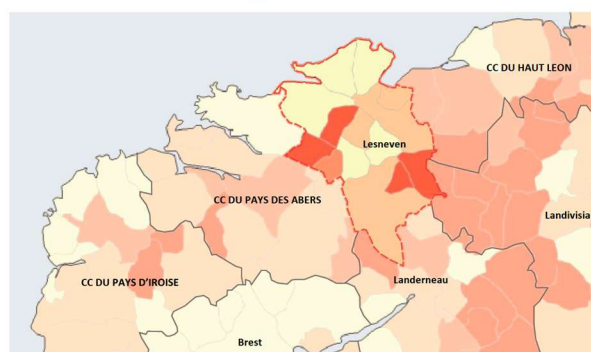 CC DU HAUT LEON
Lesneven
CC DU PAYS DES ABERS
Landivisia
CC DU PAYS D'IROISE
Landerneau
Brest